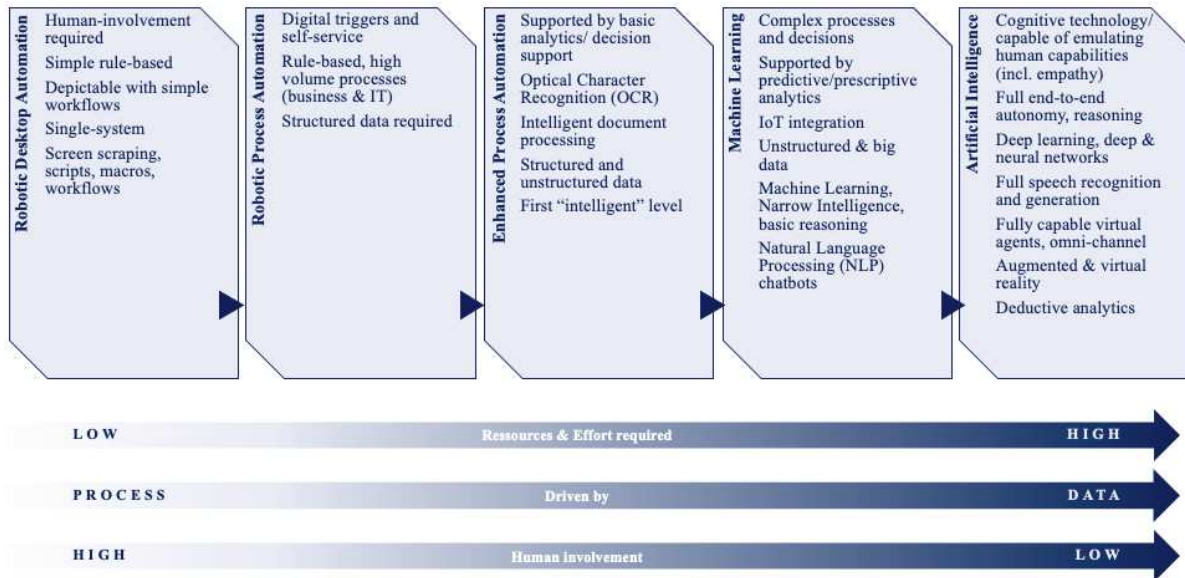 Robotic Desktop Automation
Human-involvement
required
Simple rule-based
Depictable with simple
workflows
Single-system
Screen scraping,
scripts, macros,
workflows
Robotic Process Automation
Digital triggers and
self-service
Rule-based, high
volume processes
(business & IT)
Structured data required
Enhanced Process Automation
Supported by basic
analytics/ decision
support
Optical Character
Recognition (OCR)
Intelligent document
processing
Structured and
unstructured data
First “intelligent” level
Machine Learning
Complex processes
and decisions
Supported by
predictive/prescriptive
analytics
IoT integration
Unstructured & big
data
Machine Learning,
Narrow Intelligence,
basic reasoning
Natural Language
Processing (NLP)
chatbots
Artificial Intelligence
Cognitive technology/
capable of emulating
human capabilities
(incl. empathy)
Full end-to-end
autonomy, reasoning
Deep learning, deep &
neural networks
Full speech recognition
and generation
Fully capable virtual
agents, omni-channel
Augmented & virtual
reality
Deductive analytics
LOW Ressources & Effort required HIGH
PROCESS Driven by DATA
HIGH Human involvement LOW